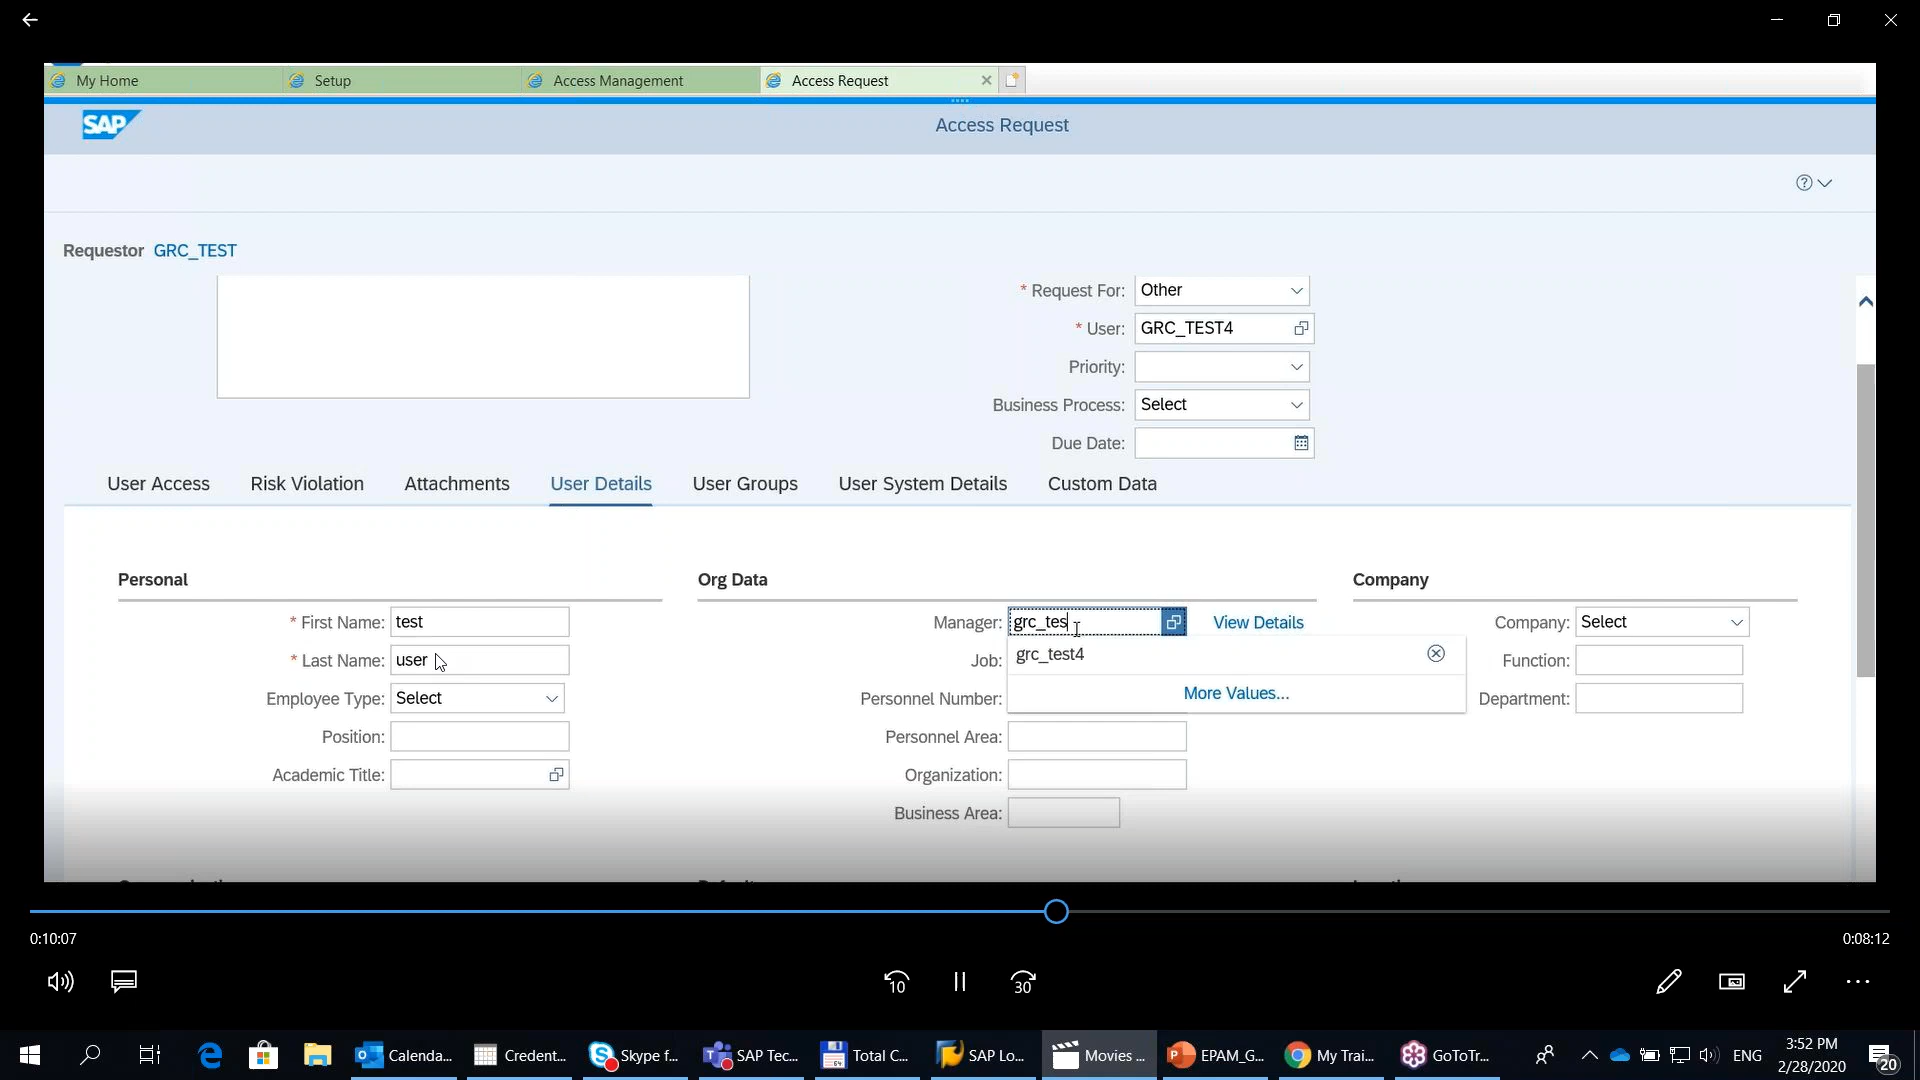 My Home
Setup
Access Management
Access Request
SAP
Access Request
Requestor GRC_TEST
* Request For: Other
* User: GRC_TEST4
Priority:
Business Process: Select
Due Date:
User Access
Risk Violation
Attachments
User Details
User Groups
User System Details
Custom Data
Personal
Org Data
Company
* First Name: test
Manager: grc_tes
View Details
Company: Select
* Last Name: user
Job:
grc_test4
Function:
Employee Type: Select
Personnel Number:
More Values...
Department:
Position:
Personnel Area:
Academic Title:
Organization:
Business Area:
0:10:07
0:08:12
10
30
Calenda...
Credent...
Skype f...
SAP Tec...
Total C...
SAP Lo...
Movies ...
EPAM_G...
My Trai...
GoToTr...
ENG
3:52 PM
2/28/2020
20